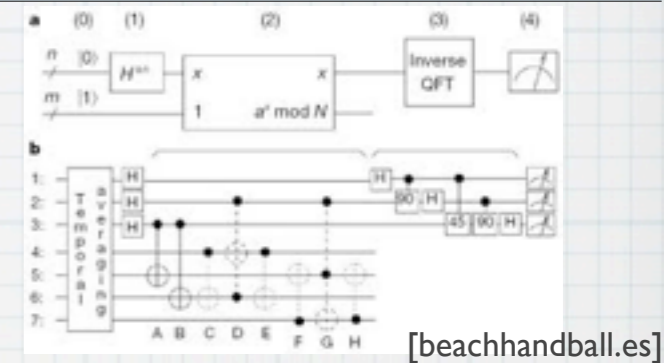 a (0) (1) (2) (3) (4)
n |0⟩ H⊗n x x Inverse QFT
m |1⟩ 1 aˣ mod N
b
1: H H
2: Temporal averaging H 90 H
3: H 45 90 H
4:
5:
6:
7:
A B C D E F G H
[beachhandball.es]